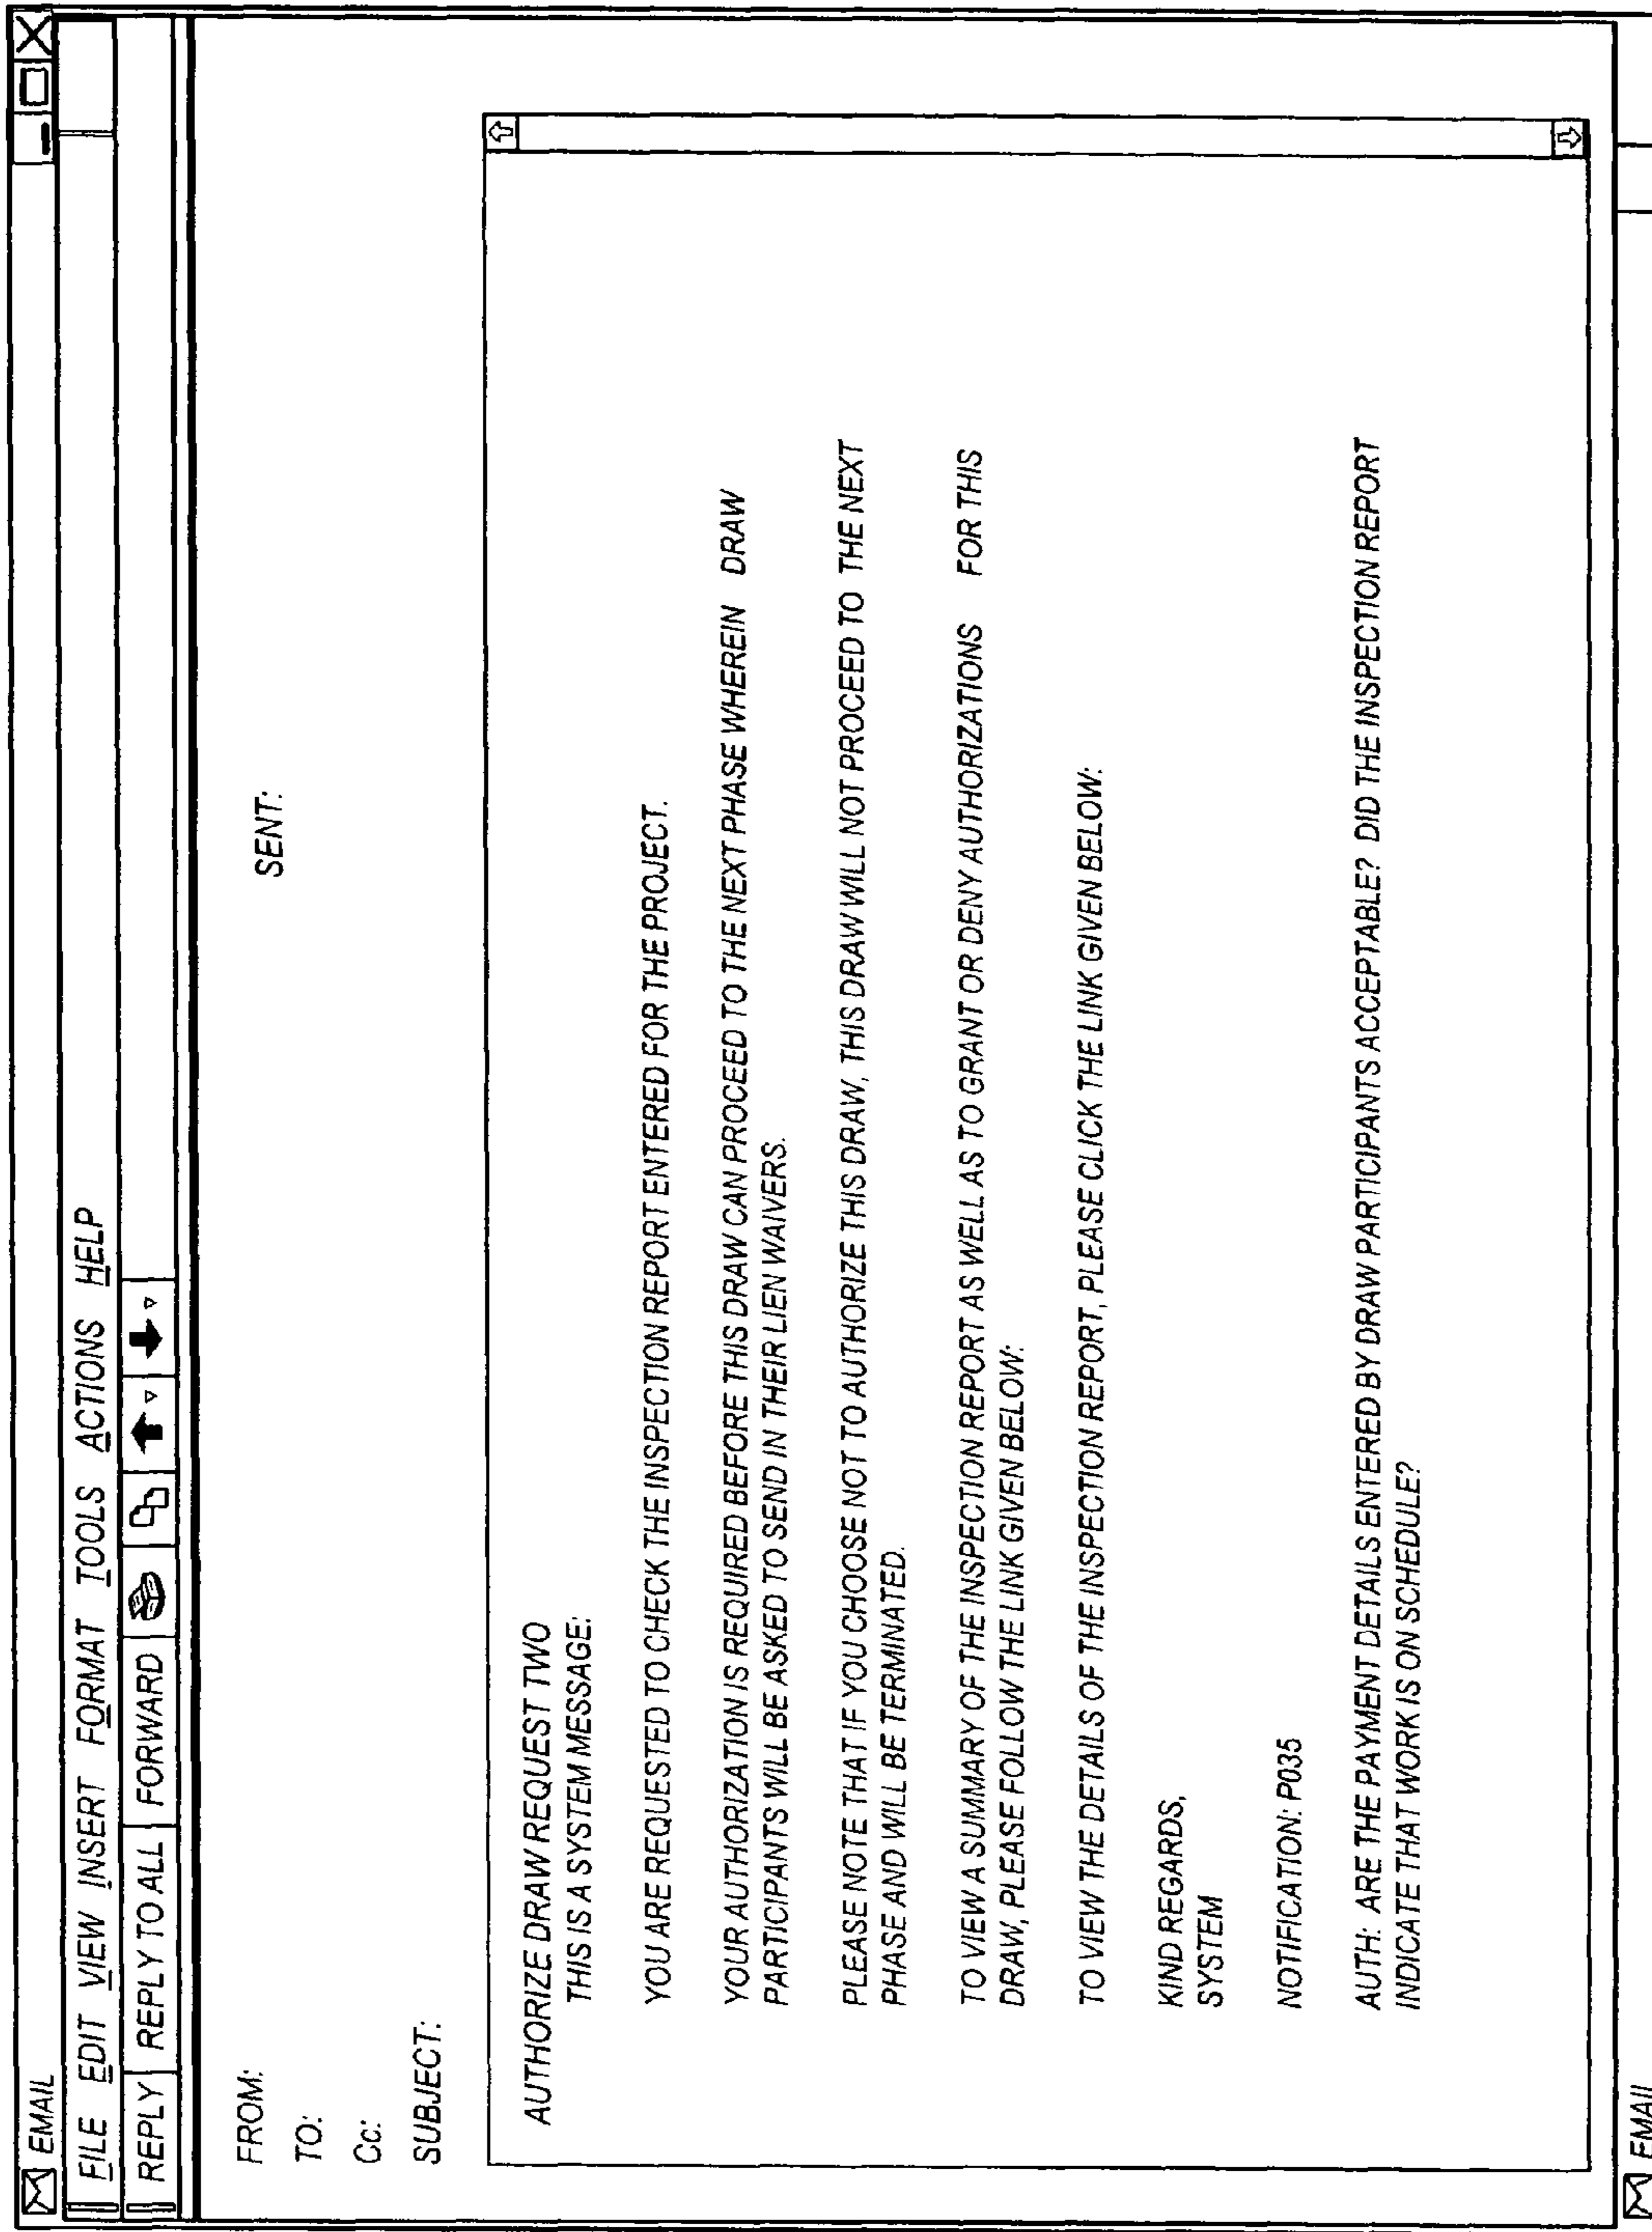 EMAIL
FILE EDIT VIEW INSERT FORMAT TOOLS ACTIONS HELP
REPLY REPLY TO ALL FORWARD
FROM: SENT:
TO:
Cc:
SUBJECT:
AUTHORIZE DRAW REQUEST TWO
THIS IS A SYSTEM MESSAGE:
YOU ARE REQUESTED TO CHECK THE INSPECTION REPORT ENTERED FOR THE PROJECT.
YOUR AUTHORIZATION IS REQUIRED BEFORE THIS DRAW CAN PROCEED TO THE NEXT PHASE WHEREIN DRAW
PARTICIPANTS WILL BE ASKED TO SEND IN THEIR LIEN WAIVERS.
PLEASE NOTE THAT IF YOU CHOOSE NOT TO AUTHORIZE THIS DRAW, THIS DRAW WILL NOT PROCEED TO THE NEXT
PHASE AND WILL BE TERMINATED.
TO VIEW A SUMMARY OF THE INSPECTION REPORT AS WELL AS TO GRANT OR DENY AUTHORIZATIONS FOR THIS
DRAW, PLEASE FOLLOW THE LINK GIVEN BELOW:
TO VIEW THE DETAILS OF THE INSPECTION REPORT, PLEASE CLICK THE LINK GIVEN BELOW:
KIND REGARDS,
SYSTEM
NOTIFICATION: P035
AUTH: ARE THE PAYMENT DETAILS ENTERED BY DRAW PARTICIPANTS ACCEPTABLE? DID THE INSPECTION REPORT
INDICATE THAT WORK IS ON SCHEDULE?
EMAIL